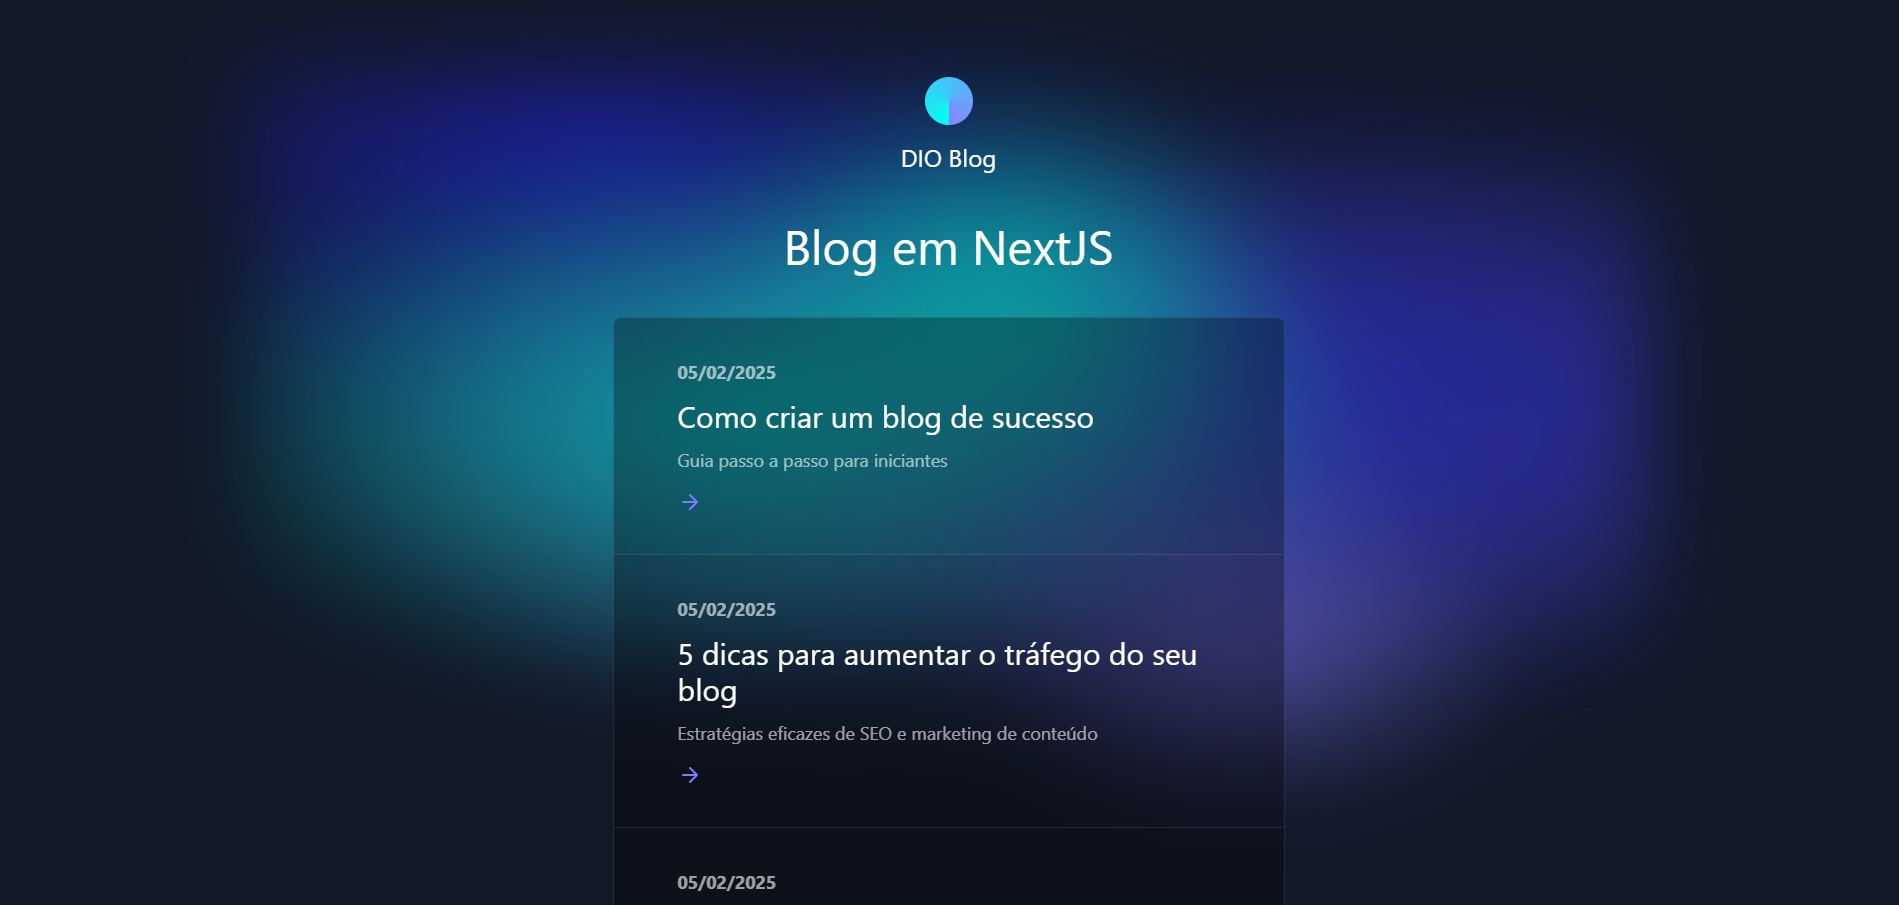 DIO Blog
Blog em NextJS
05/02/2025
Como criar um blog de sucesso
Guia passo a passo para iniciantes
05/02/2025
5 dicas para aumentar o tráfego do seu
blog
Estratégias eficazes de SEO e marketing de conteúdo
05/02/2025